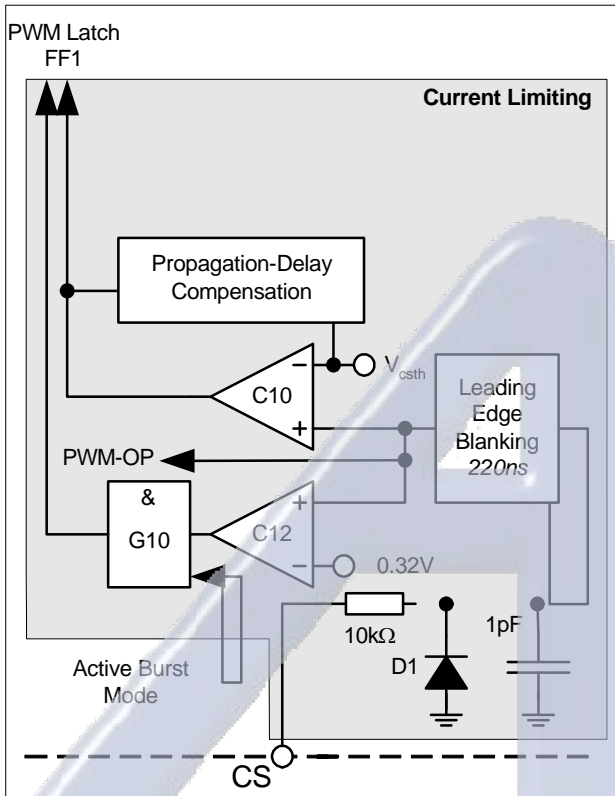 PWM Latch
FF1
Current Limiting
Propagation-Delay
Compensation
Vcsth
C10
Leading
Edge
Blanking
220ns
PWM-OP
&
G10
C12
0.32V
10kΩ
1pF
D1
Active Burst
Mode
CS